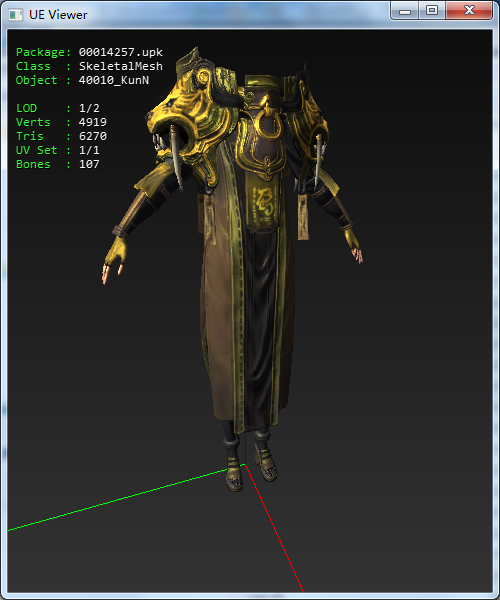 UE Viewer
Package: 00014257.upk
Class : SkeletalMesh
Object : 40010_KunN
LOD : 1/2
Verts : 4919
Tris : 6270
UV Set : 1/1
Bones : 107